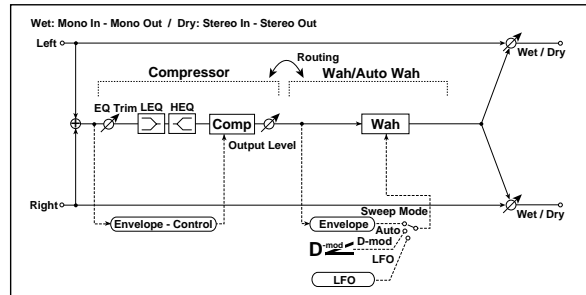 Wet: Mono In - Mono Out / Dry: Stereo In - Stereo Out
Left
Wet / Dry
Routing
Compressor
Wah/Auto Wah
EQ Trim
LEQ
HEQ
Comp
Output Level
Wah
Right
Wet / Dry
Envelope - Control
Envelope
Sweep Mode
Auto
D-mod
D-mod
LFO
LFO